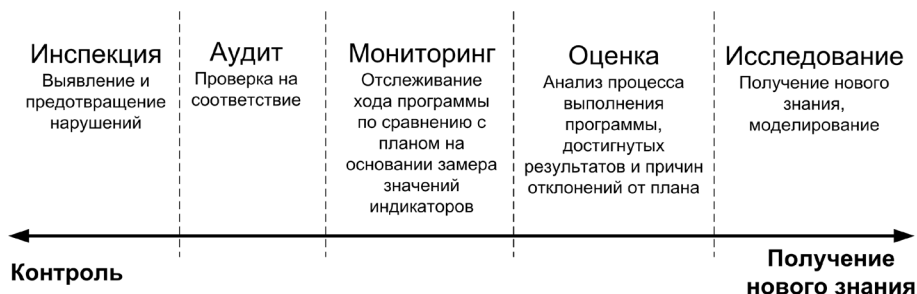 Инспекция
Выявление и
предотвращение
нарушений
Аудит
Проверка на
соответствие
Мониторинг
Отслеживание
хода программы
по сравнению с
планом на
основании замера
значений
индикаторов
Оценка
Анализ процесса
выполнения
программы,
достигнутых
результатов и причин
отклонений от плана
Исследование
Получение нового
знания,
моделирование
Контроль
Получение
нового знания